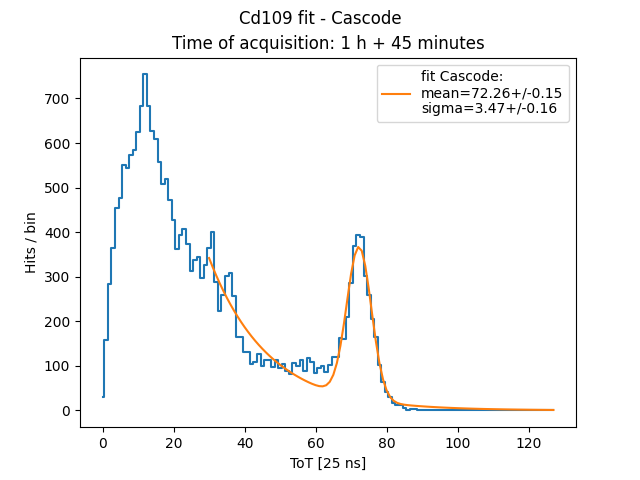 Cd109 fit - Cascode
Time of acquisition: 1 h + 45 minutes
fit Cascode:
mean=72.26+/-0.15
sigma=3.47+/-0.16
Hits / bin
700
600
500
400
300
200
100
0
0 20 40 60 80 100 120
ToT [25 ns]